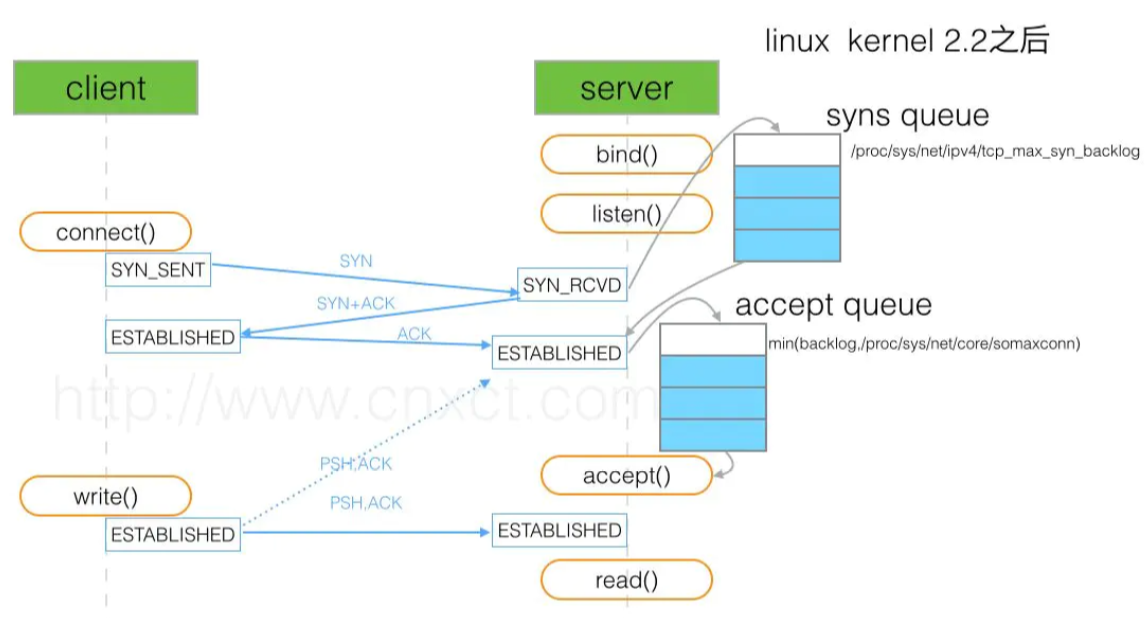 linux kernel 2.2之后
client
server
syns queue
/proc/sys/net/ipv4/tcp_max_syn_backlog
bind()
listen()
connect()
SYN_SENT
SYN
SYN_RCVD
SYN+ACK
accept queue
ESTABLISHED
ACK
ESTABLISHED
min(backlog,/proc/sys/net/core/somaxconn)
http://www.cnxct.com
PSH,ACK
accept()
write()
PSH,ACK
ESTABLISHED
ESTABLISHED
read()